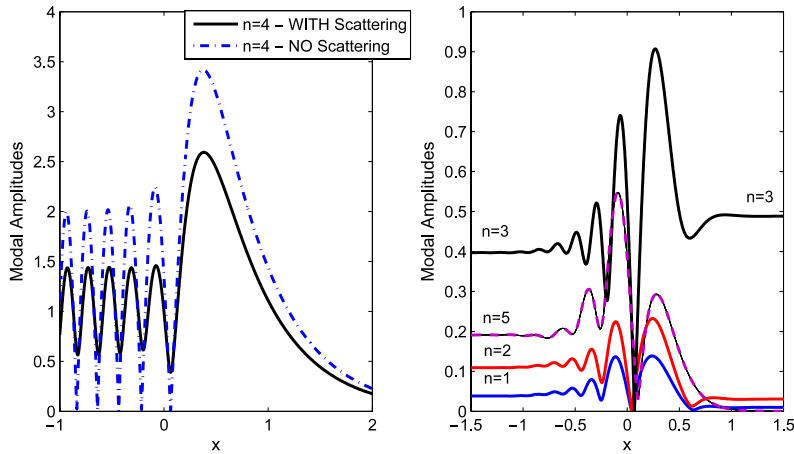 n=4 – WITH Scattering
n=4 – NO Scattering
4
3.5
3
2.5
2
1.5
1
0.5
0
Modal Amplitudes
−1
0
1
2
x
1
0.9
0.8
0.7
0.6
0.5
0.4
0.3
0.2
0.1
0
Modal Amplitudes
n=3
n=3
n=5
n=2
n=1
−1.5
−1
−0.5
0
0.5
1
1.5
x